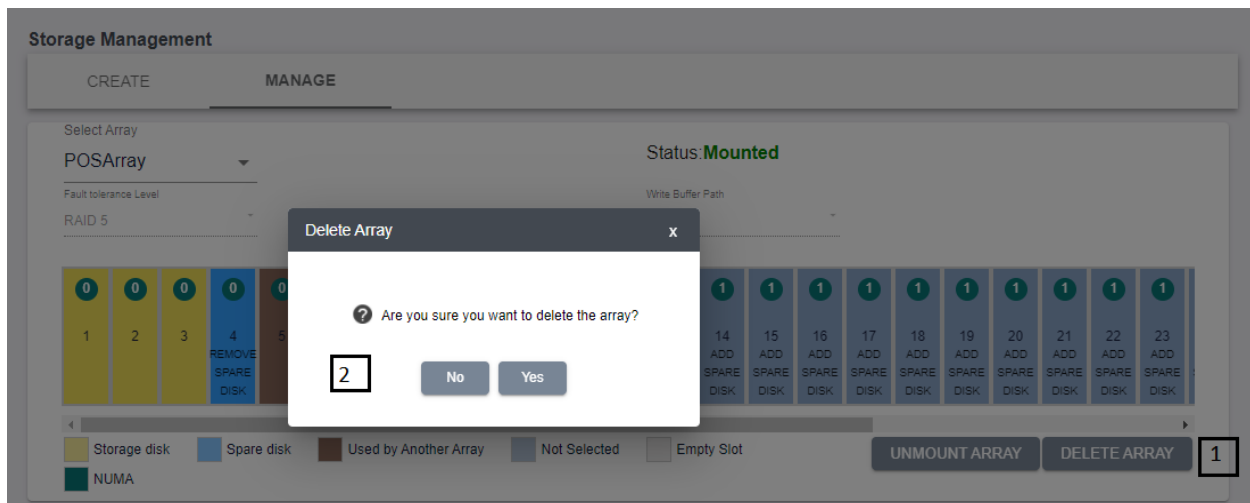 Storage Management
CREATE MANAGE
Select Array
POSArray
Status:Mounted
Fault tolerance Level
Write Buffer Path
RAID 5
Delete Array x
Are you sure you want to delete the array?
2 No Yes
0 0 0 0 0 1 1 1 1 1 1 1 1 1 1
1 2 3 4 5 14 15 16 17 18 19 20 21 22 23
REMOVE ADD ADD ADD ADD ADD ADD ADD ADD ADD ADD
SPARE SPARE SPARE SPARE SPARE SPARE SPARE SPARE SPARE SPARE SPARE
DISK DISK DISK DISK DISK DISK DISK DISK DISK DISK DISK
Storage disk Spare disk Used by Another Array Not Selected Empty Slot
NUMA
UNMOUNT ARRAY DELETE ARRAY 1